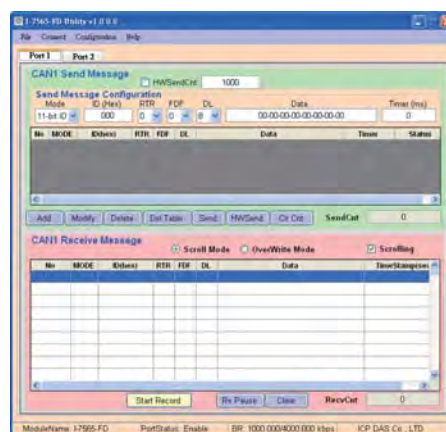 I-7565-FD Utility v1.0.0.0
File Connect Configuration Help
Port 1 Port 2
CAN1 Send Message HWSendCnt 1000
Send Message Configuration
Mode ID (Hex) RTR FDF DL Data Timer (ms)
11-bit ID 000 0 0 8 00-00-00-00-00-00-00-00 0
No MODE ID(hex) RTR FDF DL Data Timer Status
Add Modify Delete Del Table Send HWSend Clr Cnt SendCnt 0
CAN1 Receive Message Scroll Mode OverWrite Mode Scrolling
No MODE ID(hex) RTR FDF DL Data
Start Record Rx Pause Clear RecvCnt 0
ModuleName: I-7565-FD PortStatus: Enable BR: 1000.000/4000.000 kbps ICP DAS Co., LTD